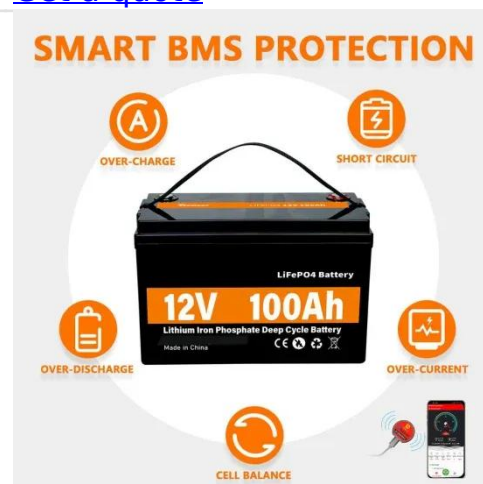 Get a quote
SMART BMS PROTECTION
OVER-CHARGE
SHORT CIRCUIT
LiFePO4 Battery
12V 100Ah
Lithium Iron Phosphate Deep Cycle Battery
Made in China
OVER-DISCHARGE
OVER-CURRENT
CELL BALANCE